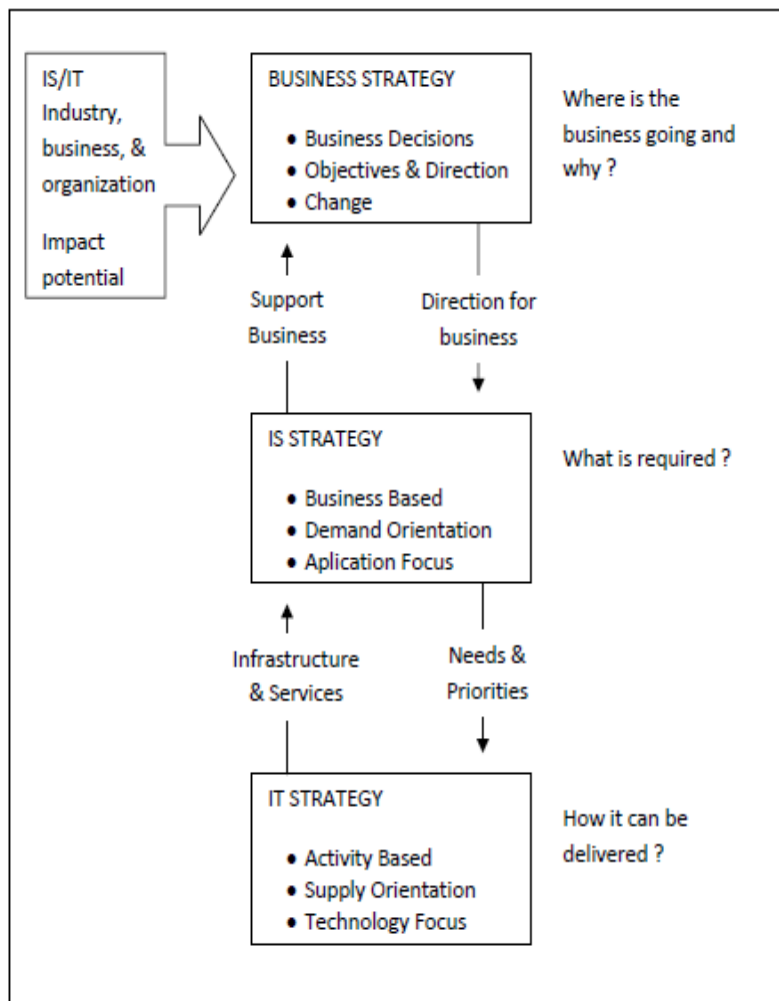 IS/IT
Industry,
business, &
organization
Impact
potential
BUSINESS STRATEGY
• Business Decisions
• Objectives & Direction
• Change
Where is the
business going and
why ?
Support
Business
Direction for
business
IS STRATEGY
• Business Based
• Demand Orientation
• Aplication Focus
What is required ?
Infrastructure
& Services
Needs &
Priorities
IT STRATEGY
• Activity Based
• Supply Orientation
• Technology Focus
How it can be
delivered ?